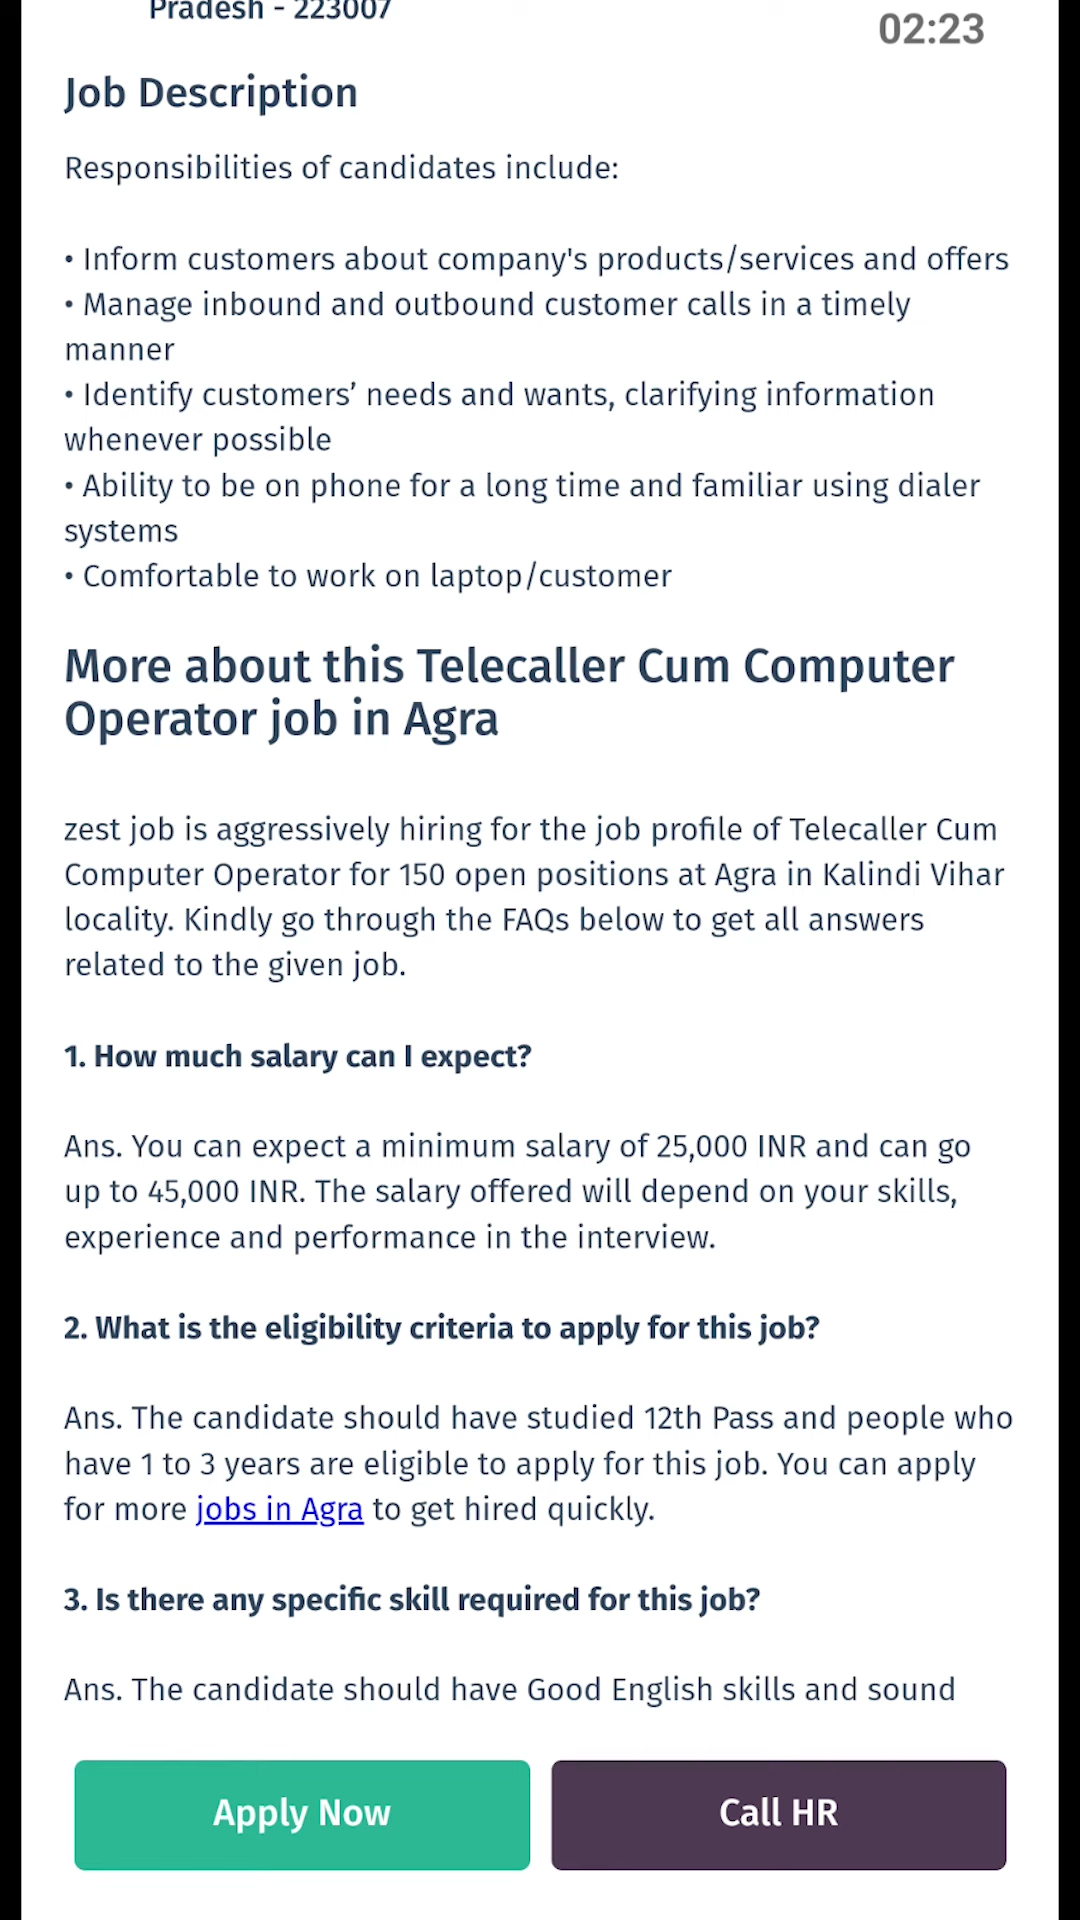 Pradesh - 223007
02:23
Job Description
Responsibilities of candidates include:
• Inform customers about company's products/services and offers
• Manage inbound and outbound customer calls in a timely
manner
• Identify customers’ needs and wants, clarifying information
whenever possible
• Ability to be on phone for a long time and familiar using dialer
systems
• Comfortable to work on laptop/customer
More about this Telecaller Cum Computer
Operator job in Agra
zest job is aggressively hiring for the job profile of Telecaller Cum
Computer Operator for 150 open positions at Agra in Kalindi Vihar
locality. Kindly go through the FAQs below to get all answers
related to the given job.
1. How much salary can I expect?
Ans. You can expect a minimum salary of 25,000 INR and can go
up to 45,000 INR. The salary offered will depend on your skills,
experience and performance in the interview.
2. What is the eligibility criteria to apply for this job?
Ans. The candidate should have studied 12th Pass and people who
have 1 to 3 years are eligible to apply for this job. You can apply
for more jobs in Agra to get hired quickly.
3. Is there any specific skill required for this job?
Ans. The candidate should have Good English skills and sound
Apply Now
Call HR